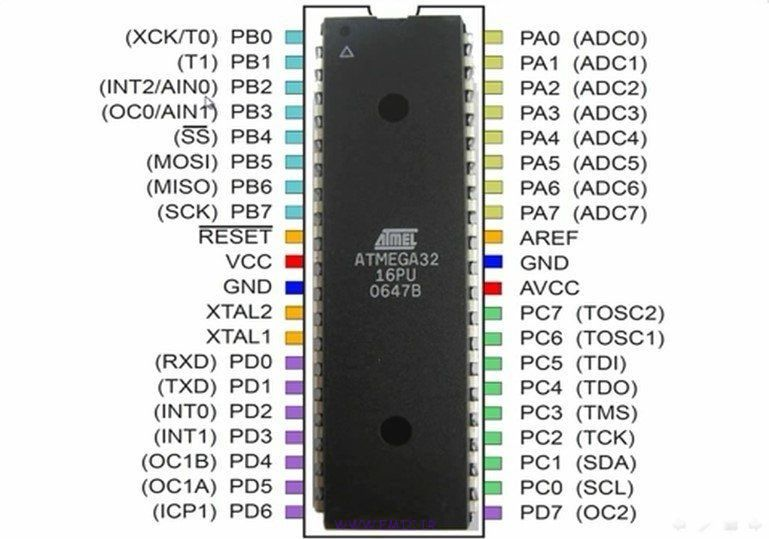 (XCK/T0) PB0
(T1) PB1
(INT2/AIN0) PB2
(OC0/AIN1) PB3
(SS) PB4
(MOSI) PB5
(MISO) PB6
(SCK) PB7
RESET
VCC
GND
XTAL2
XTAL1
(RXD) PD0
(TXD) PD1
(INT0) PD2
(INT1) PD3
(OC1B) PD4
(OC1A) PD5
(ICP1) PD6
ATMEL
ATMEGA32
16PU
0647B
PA0 (ADC0)
PA1 (ADC1)
PA2 (ADC2)
PA3 (ADC3)
PA4 (ADC4)
PA5 (ADC5)
PA6 (ADC6)
PA7 (ADC7)
AREF
GND
AVCC
PC7 (TOSC2)
PC6 (TOSC1)
PC5 (TDI)
PC4 (TDO)
PC3 (TMS)
PC2 (TCK)
PC1 (SDA)
PC0 (SCL)
PD7 (OC2)